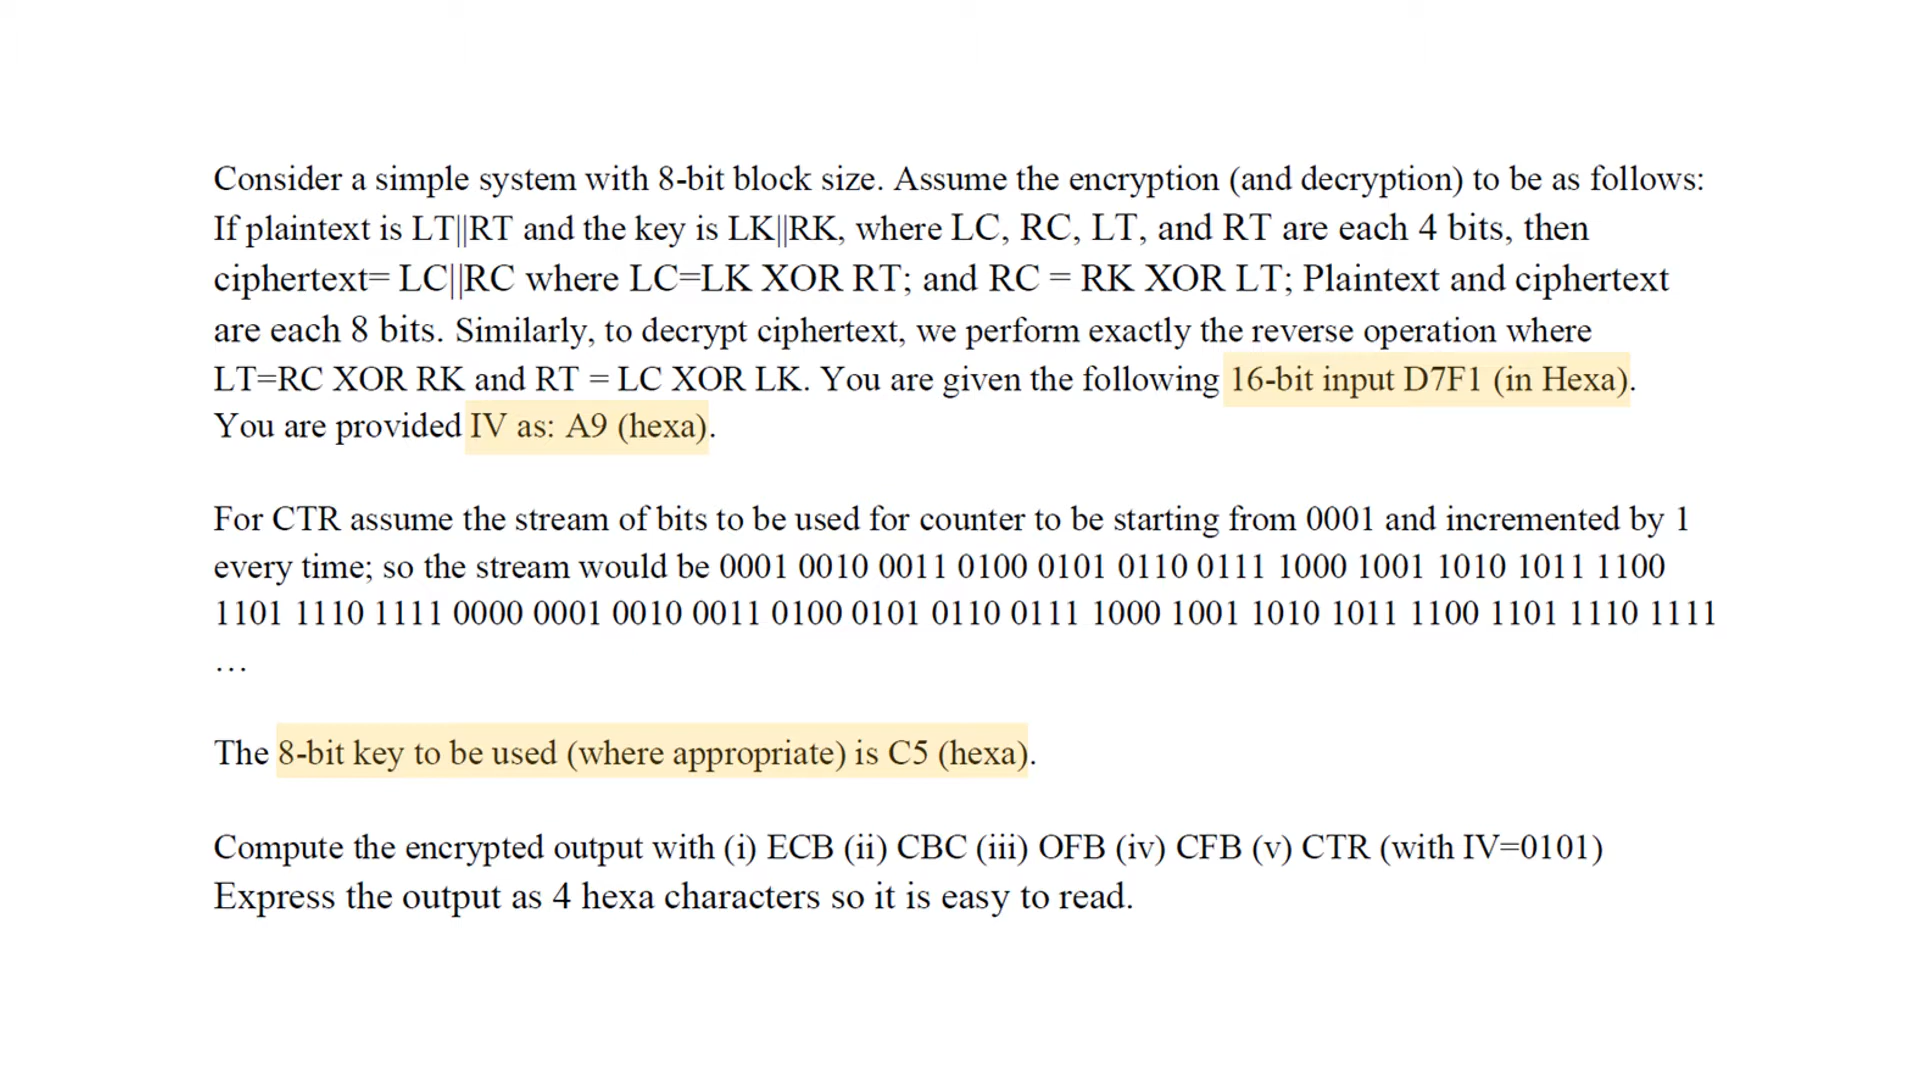 Consider a simple system with 8-bit block size. Assume the encryption (and decryption) to be as follows:
If plaintext is LT||RT and the key is LK||RK, where LC, RC, LT, and RT are each 4 bits, then
ciphertext= LC||RC where LC=LK XOR RT; and RC = RK XOR LT; Plaintext and ciphertext
are each 8 bits. Similarly, to decrypt ciphertext, we perform exactly the reverse operation where
LT=RC XOR RK and RT = LC XOR LK. You are given the following 16-bit input D7F1 (in Hexa).
You are provided IV as: A9 (hexa).
For CTR assume the stream of bits to be used for counter to be starting from 0001 and incremented by 1
every time; so the stream would be 0001 0010 0011 0100 0101 0110 0111 1000 1001 1010 1011 1100
1101 1110 1111 0000 0001 0010 0011 0100 0101 0110 0111 1000 1001 1010 1011 1100 1101 1110 1111
…
The 8-bit key to be used (where appropriate) is C5 (hexa).
Compute the encrypted output with (i) ECB (ii) CBC (iii) OFB (iv) CFB (v) CTR (with IV=0101)
Express the output as 4 hexa characters so it is easy to read.